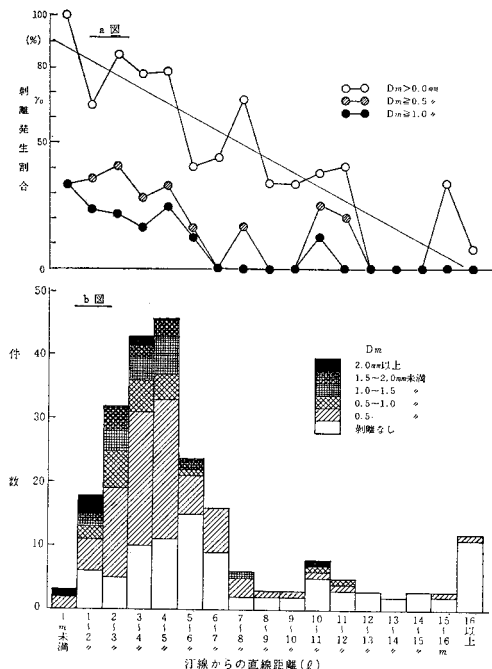 a 図
100
(%)
80
剥離発生割合
%
50
0
Dm>0.0mm
Dm≧0.5 〃
Dm≧1.0 〃
b 図
50
40
件
30
20
数
10
0
Dm
2.0mm以上
1.5~2.0mm未満
1.0~1.5 〃
0.5~1.0 〃
0.5 〃
剥離なし
1m未満
1~2 〃
2~3 〃
3~4 〃
4~5 〃
5~6 〃
6~7 〃
7~8 〃
8~9 〃
9~10 〃
10~11 〃
11~12 〃
12~13 〃
13~14 〃
14~15 〃
15~16m
16以上
汀線からの直線距離(ℓ)